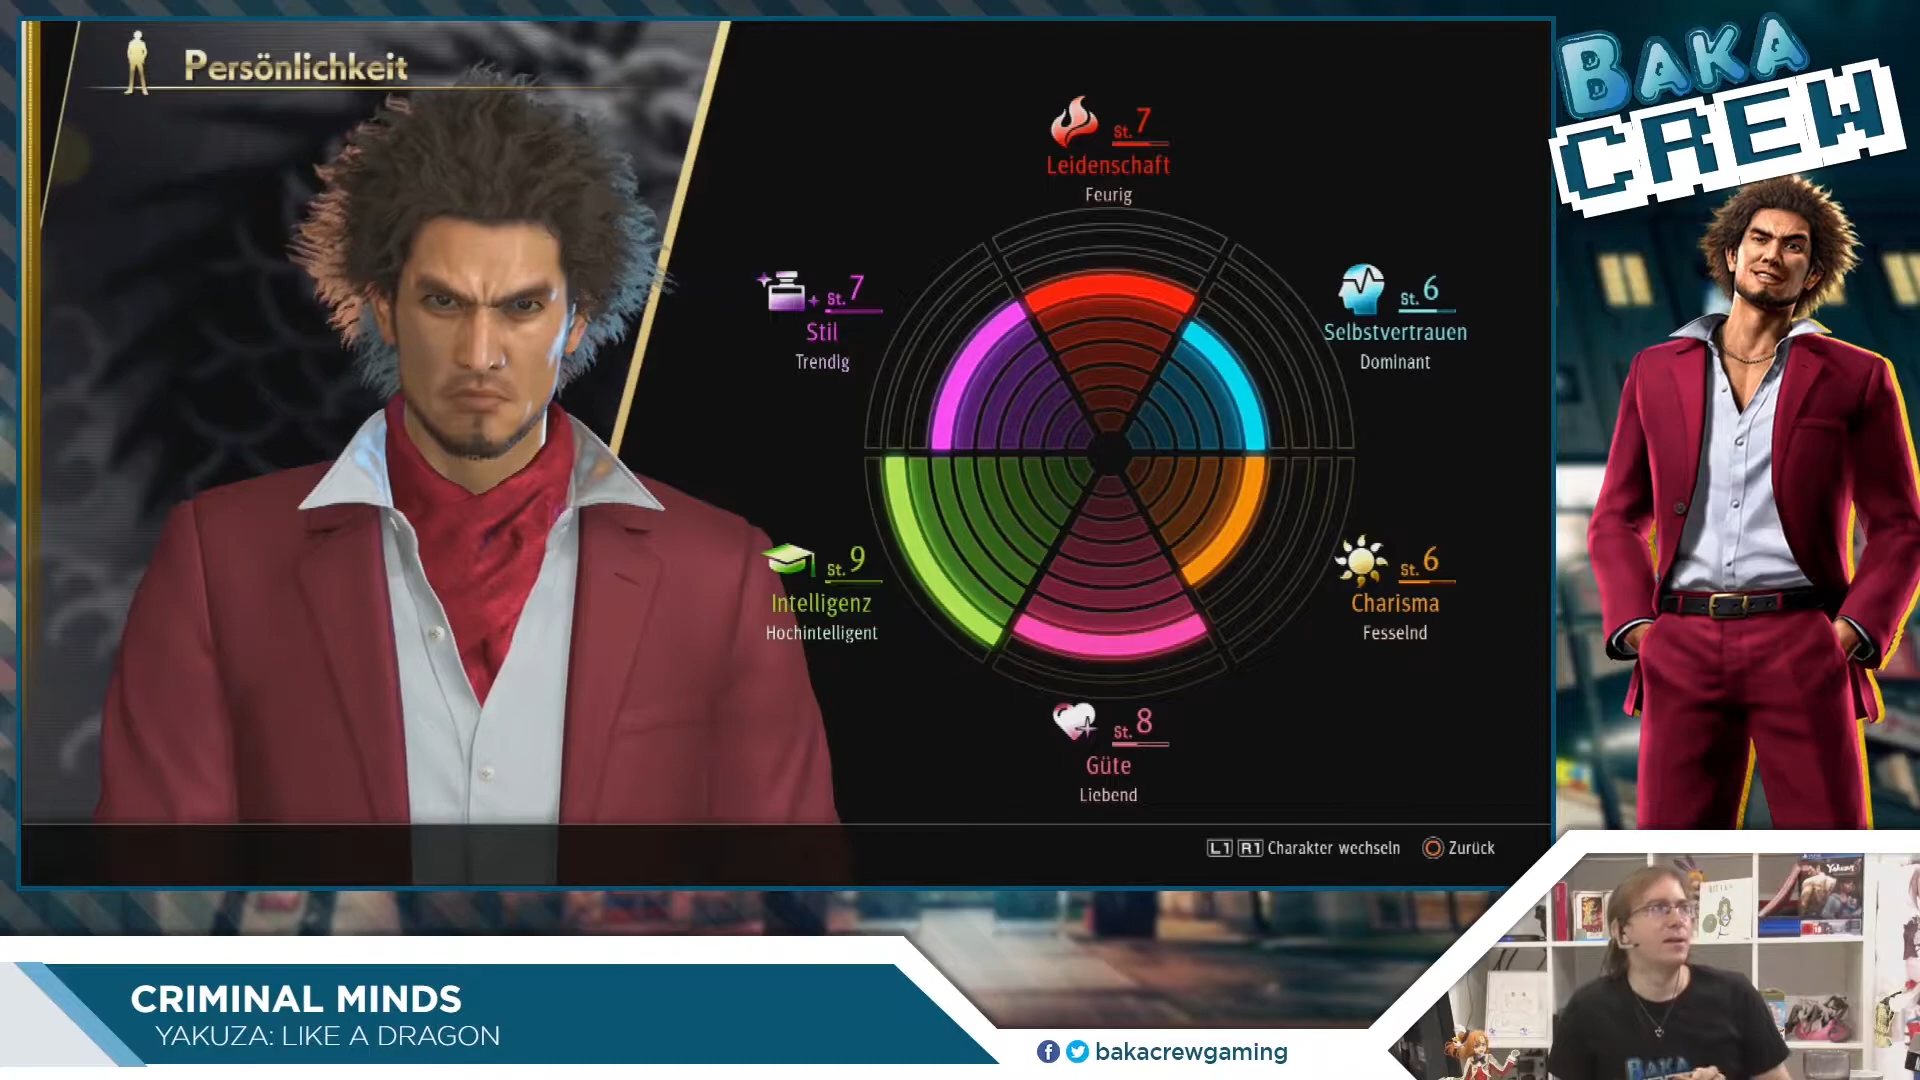 Persönlichkeit
BAKA
CREW
St. 7
Leidenschaft
Feurig
St. 7
Stil
Trendig
St. 6
Selbstvertrauen
Dominant
St. 9
Intelligenz
Hochintelligent
St. 6
Charisma
Fesselnd
St. 8
Güte
Liebend
L1 R1 Charakter wechseln Zurück
CRIMINAL MINDS
YAKUZA: LIKE A DRAGON
bakacrewgaming
BAKA